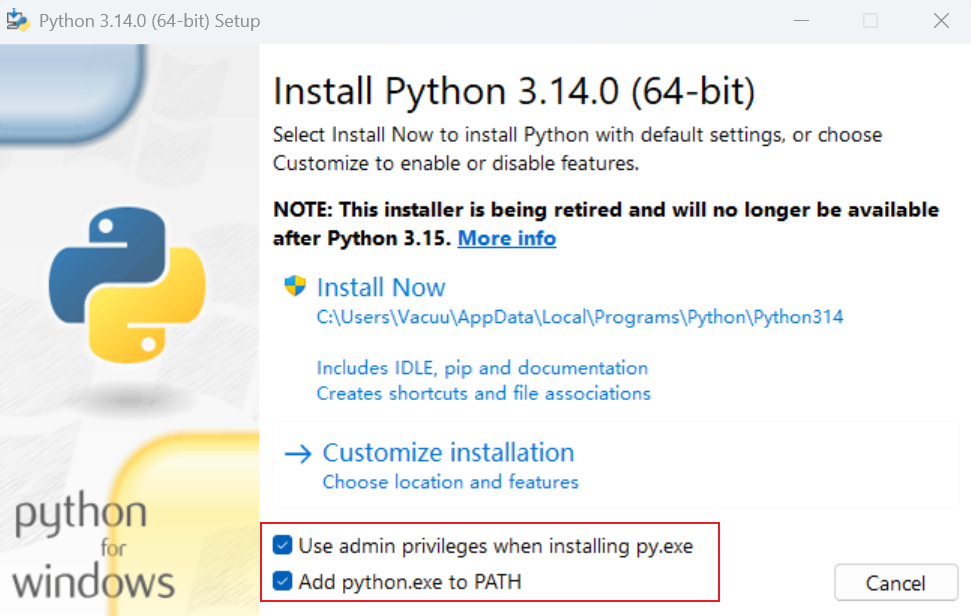 Python 3.14.0 (64-bit) Setup
Install Python 3.14.0 (64-bit)
Select Install Now to install Python with default settings, or choose
Customize to enable or disable features.
NOTE: This installer is being retired and will no longer be available
after Python 3.15. More info
Install Now
C:\Users\Vacuu\AppData\Local\Programs\Python\Python314
Includes IDLE, pip and documentation
Creates shortcuts and file associations
Customize installation
Choose location and features
python
for
windows
Use admin privileges when installing py.exe
Add python.exe to PATH
Cancel